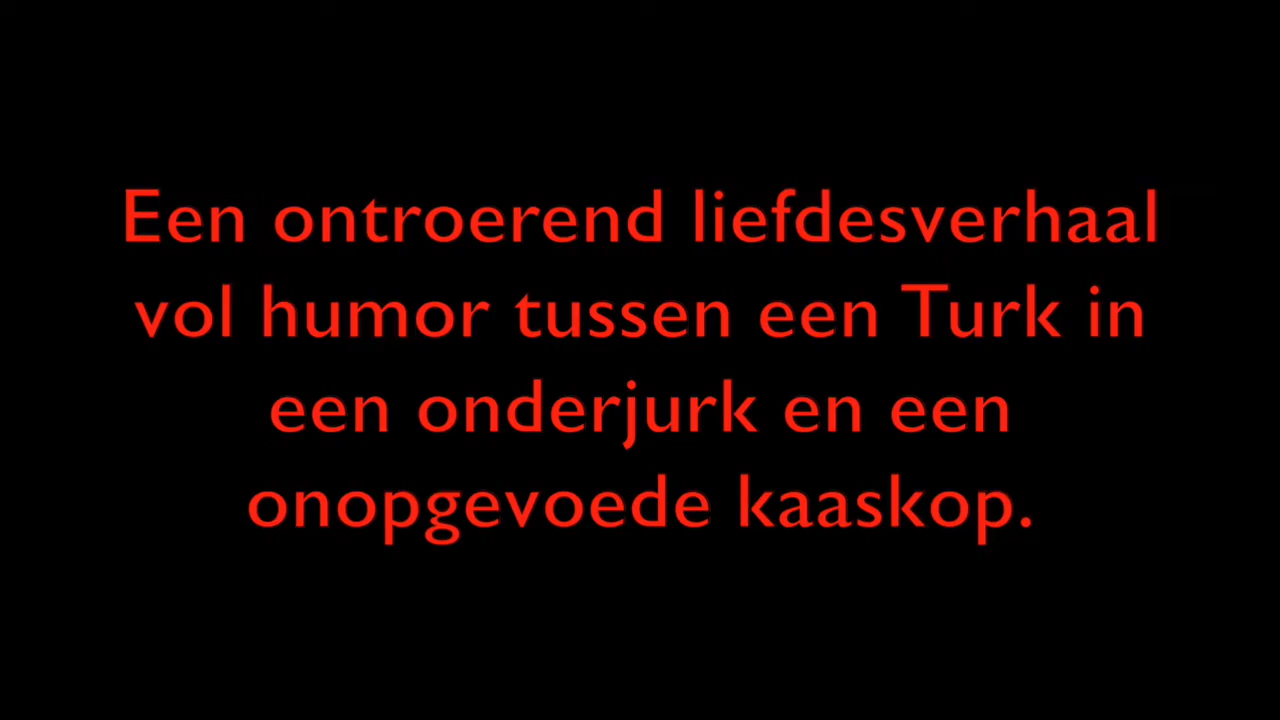 Een ontroerend liefdesverhaal
vol humor tussen een Turk in
een onderjurk en een
onopgevoede kaaskop.